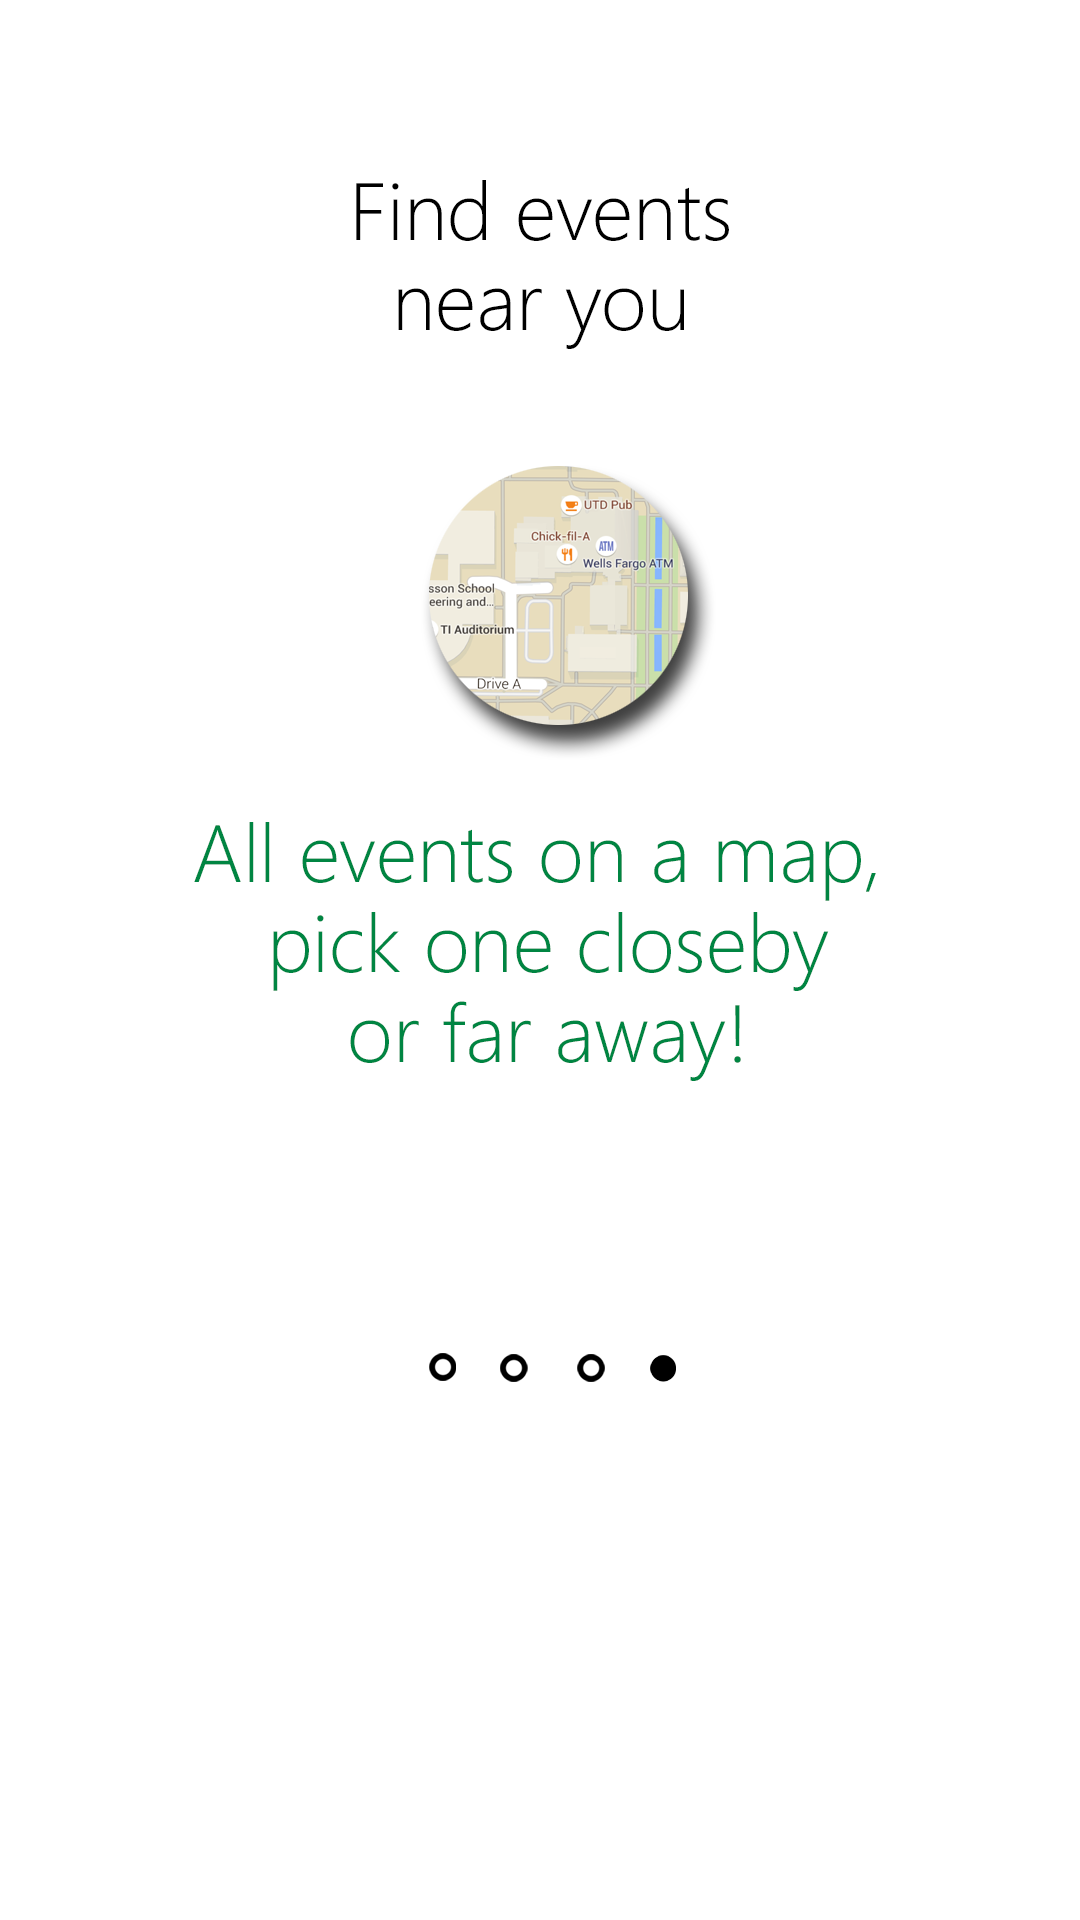 Find events
near you
UTD Pub
Chick-fil-A
ATM
Wells Fargo ATM
sson School
eering and...
TI Auditorium
Drive A
All events on a map,
pick one closeby
or far away!